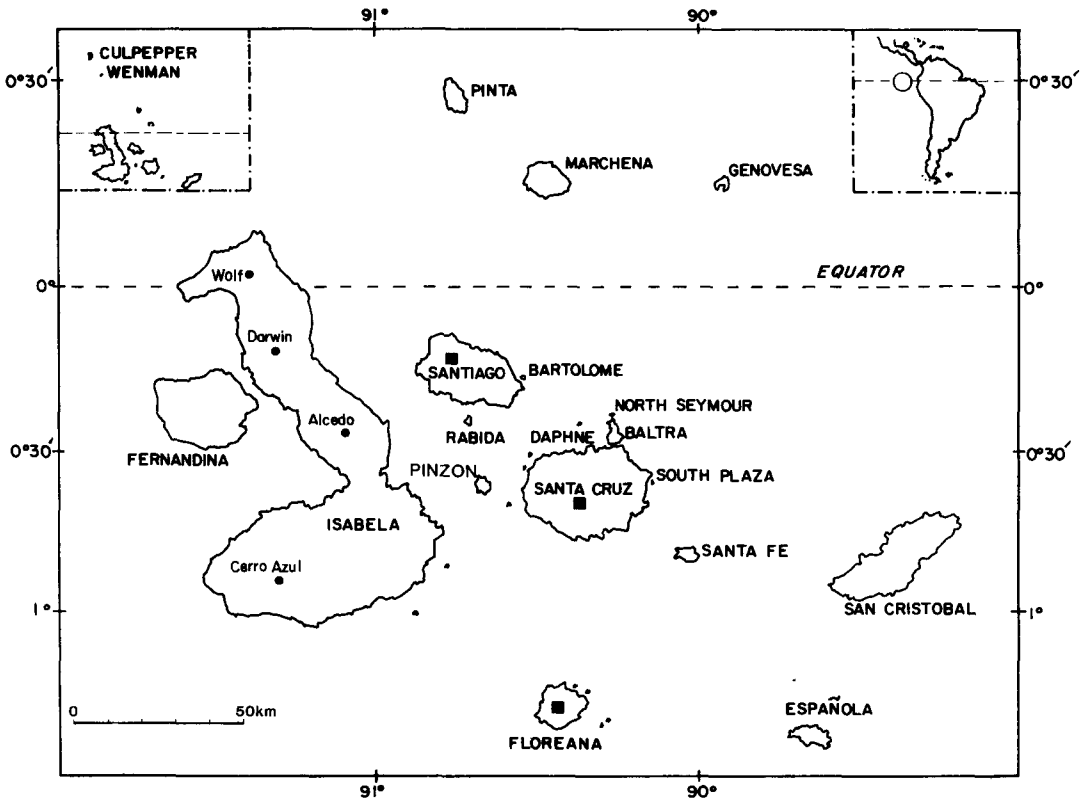 91°
90°
CULPEPPER
WENMAN
0°30′
0°30′
PINTA
MARCHENA
GENOVESA
EQUATOR
Wolf
0°
0°
Darwin
SANTIAGO
BARTOLOME
Alcedo
NORTH SEYMOUR
RABIDA
DAPHNE
BALTRA
0°30′
0°30′
FERNANDINA
PINZON
SOUTH PLAZA
SANTA CRUZ
ISABELA
SANTA FE
Cerro Azul
SAN CRISTOBAL
1°
1°
0
50km
ESPAÑOLA
FLOREANA
91°
90°